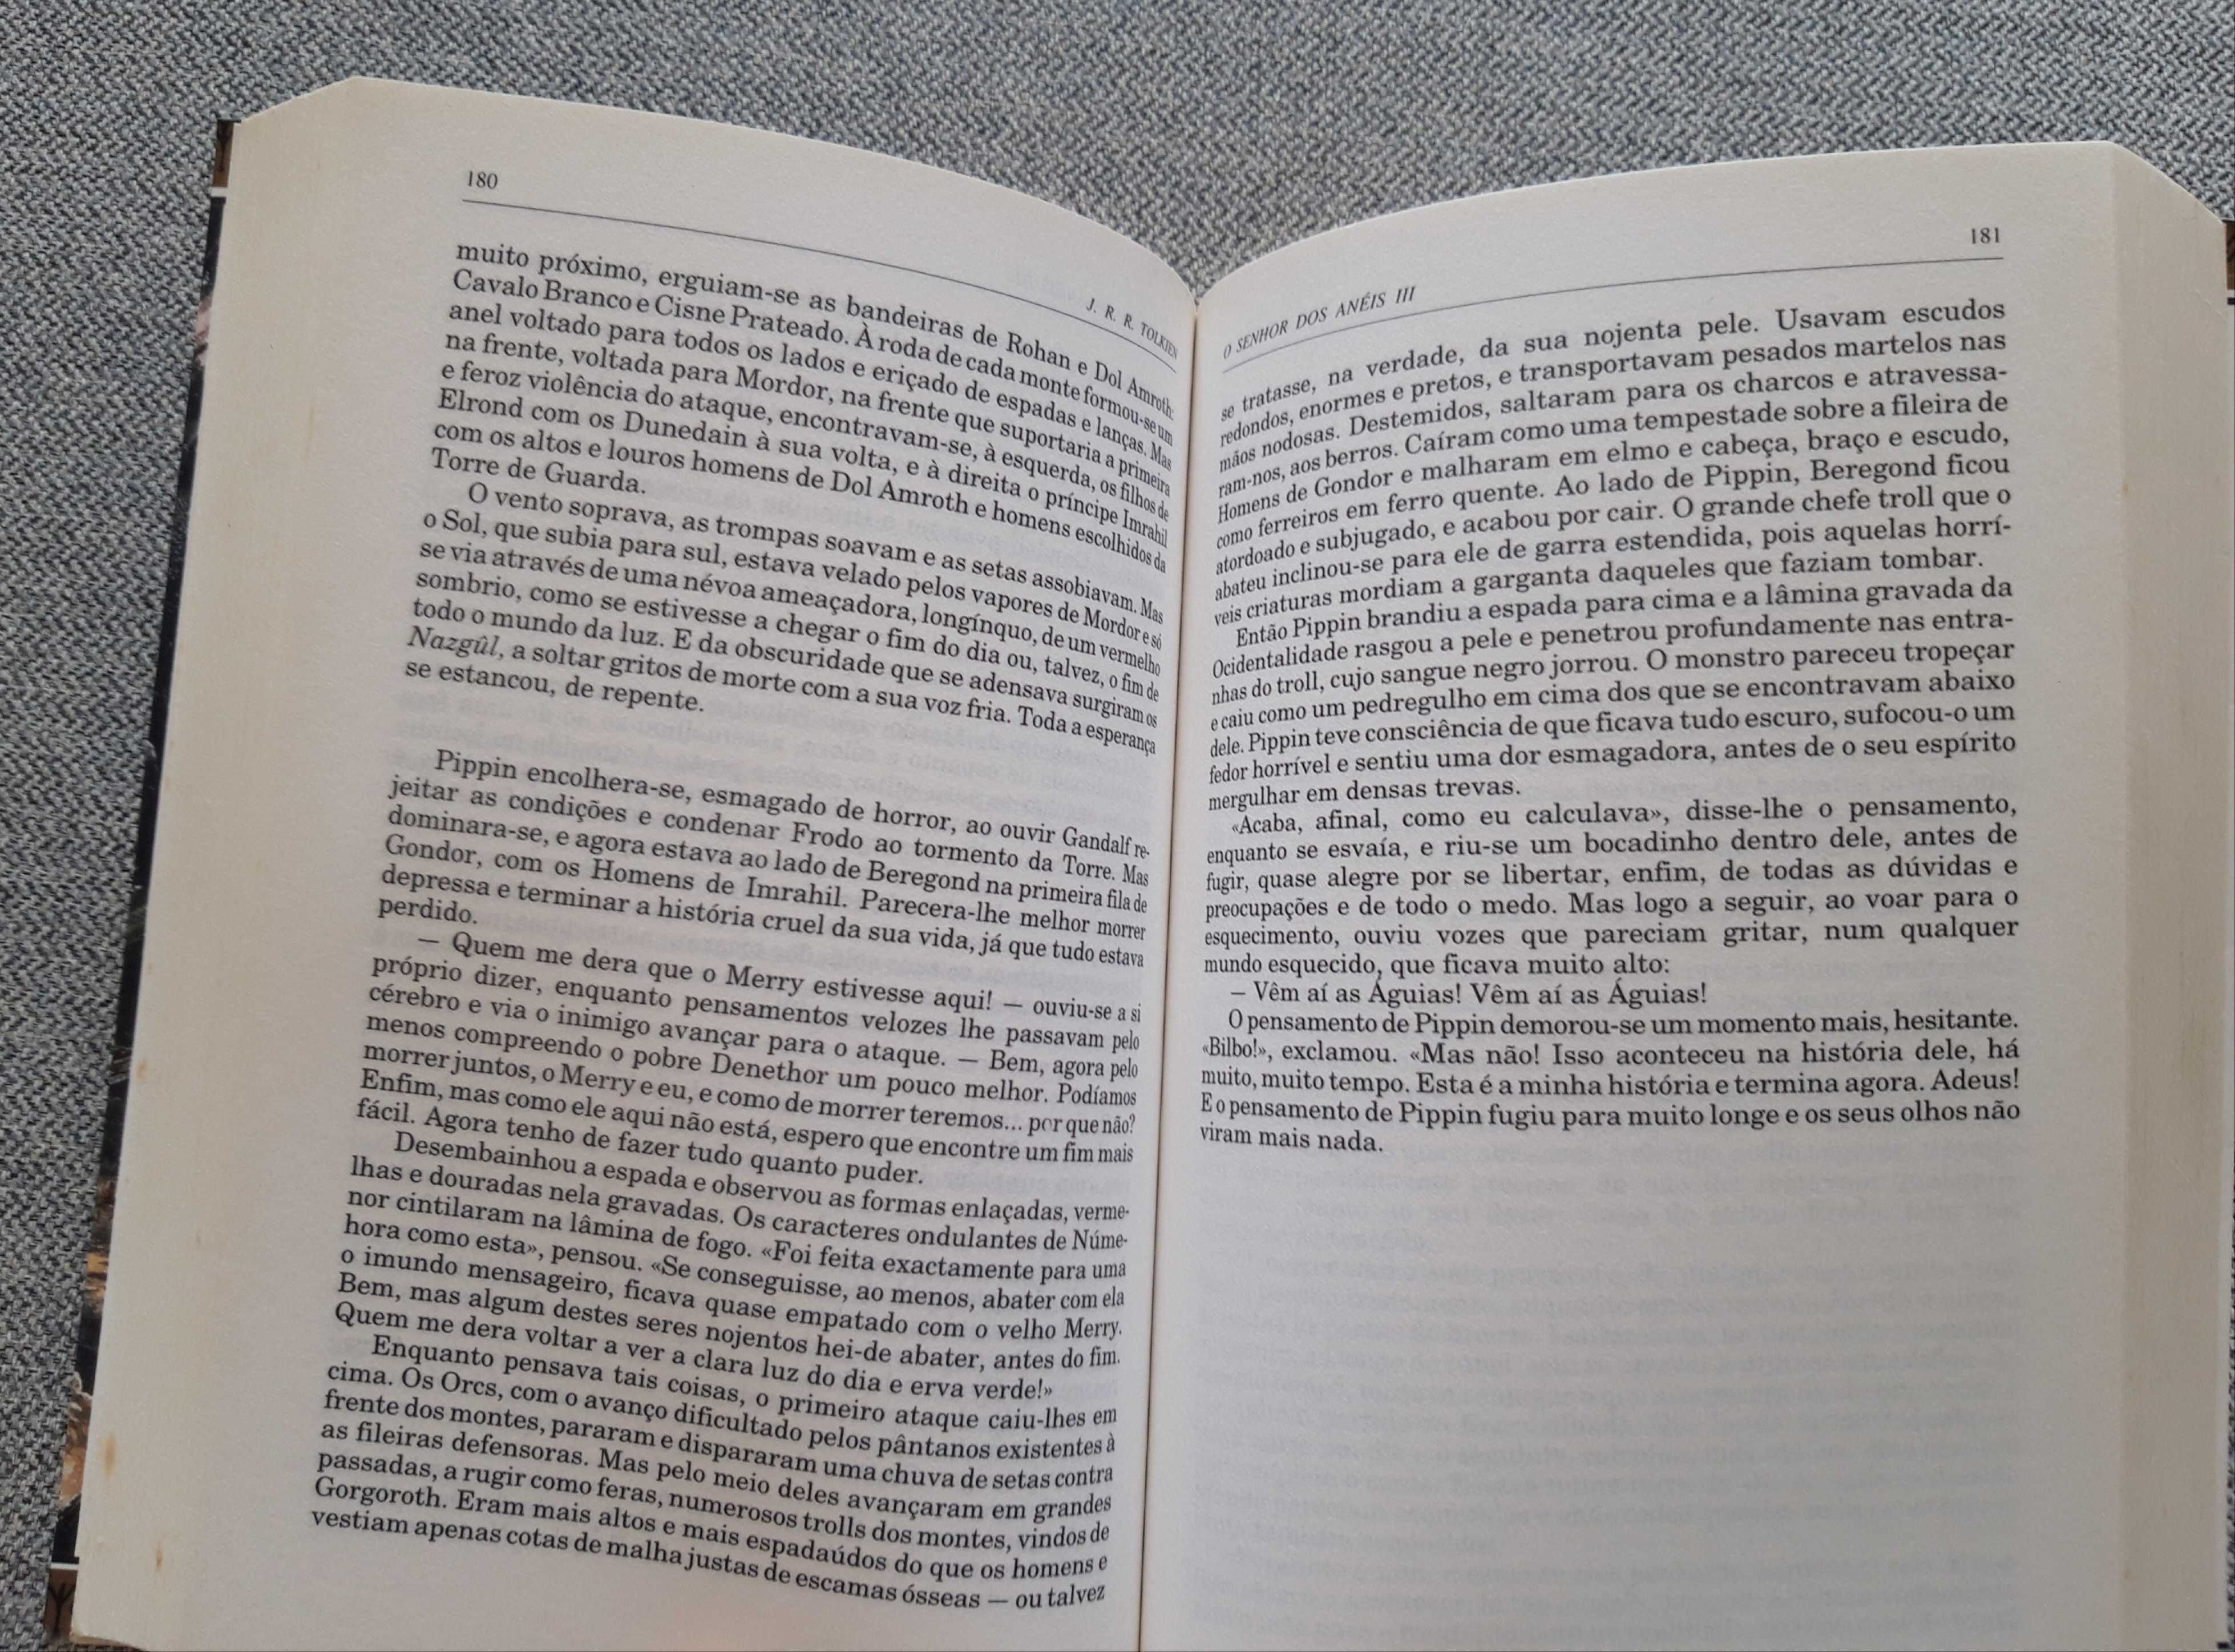 180
J. R. R. TOLKIEN
muito próximo, erguiam-se as bandeiras de Rohan e Dol Amroth:
Cavalo Branco e Cisne Prateado. À roda de cada monte formou-se um
anel voltado para todos os lados e eriçado de espadas e lanças. Mas
na frente, voltada para Mordor, na frente que suportaria a primeira
e feroz violência do ataque, encontravam-se, à esquerda, os filhos de
Elrond com os Dunedain à sua volta, e à direita o príncipe Imrahil
com os altos e louros homens de Dol Amroth e homens escolhidos da
Torre de Guarda.
O vento soprava, as trompas soavam e as setas assobiavam. Mas
o Sol, que subia para sul, estava velado pelos vapores de Mordor e só
se via através de uma névoa ameaçadora, longínquo, de um vermelho
sombrio, como se estivesse a chegar o fim do dia ou, talvez, o fim de
todo o mundo da luz. E da obscuridade que se adensava surgiram os
Nazgûl, a soltar gritos de morte com a sua voz fria. Toda a esperança
se estancou, de repente.
Pippin encolhera-se, esmagado de horror, ao ouvir Gandalf re-
jeitar as condições e condenar Frodo ao tormento da Torre. Mas
dominara-se, e agora estava ao lado de Beregond na primeira fila de
Gondor, com os Homens de Imrahil. Parecera-lhe melhor morrer
depressa e terminar a história cruel da sua vida, já que tudo estava
perdido.
— Quem me dera que o Merry estivesse aqui! — ouviu-se a si
próprio dizer, enquanto pensamentos velozes lhe passavam pelo
cérebro e via o inimigo avançar para o ataque. — Bem, agora pelo
menos compreendo o pobre Denethor um pouco melhor. Podíamos
morrer juntos, o Merry e eu, e como de morrer teremos... por que não?
Enfim, mas como ele aqui não está, espero que encontre um fim mais
fácil. Agora tenho de fazer tudo quanto puder.
Desembainhou a espada e observou as formas enlaçadas, verme-
lhas e douradas nela gravadas. Os caracteres ondulantes de Núme-
nor cintilaram na lâmina de fogo. «Foi feita exactamente para uma
hora como esta», pensou. «Se conseguisse, ao menos, abater com ela
o imundo mensageiro, ficava quase empatado com o velho Merry.
Bem, mas algum destes seres nojentos hei-de abater, antes do fim.
Quem me dera voltar a ver a clara luz do dia e erva verde!»
Enquanto pensava tais coisas, o primeiro ataque caiu-lhes em
cima. Os Orcs, com o avanço dificultado pelos pântanos existentes à
frente dos montes, pararam e dispararam uma chuva de setas contra
as fileiras defensoras. Mas pelo meio deles avançaram em grandes
passadas, a rugir como feras, numerosos trolls dos montes, vindos de
Gorgoroth. Eram mais altos e mais espadaúdos do que os homens e
vestiam apenas cotas de malha justas de escamas ósseas — ou talvez
181
O SENHOR DOS ANÉIS III
se tratasse, na verdade, da sua nojenta pele. Usavam escudos
redondos, enormes e pretos, e transportavam pesados martelos nas
mãos nodosas. Destemidos, saltaram para os charcos e atravessa-
ram-nos, aos berros. Caíram como uma tempestade sobre a fileira de
Homens de Gondor e malharam em elmo e cabeça, braço e escudo,
como ferreiros em ferro quente. Ao lado de Pippin, Beregond ficou
atordoado e subjugado, e acabou por cair. O grande chefe troll que o
abateu inclinou-se para ele de garra estendida, pois aquelas horrí-
veis criaturas mordiam a garganta daqueles que faziam tombar.
Então Pippin brandiu a espada para cima e a lâmina gravada da
Ocidentalidade rasgou a pele e penetrou profundamente nas entra-
nhas do troll, cujo sangue negro jorrou. O monstro pareceu tropeçar
e caiu como um pedregulho em cima dos que se encontravam abaixo
dele. Pippin teve consciência de que ficava tudo escuro, sufocou-o um
fedor horrível e sentiu uma dor esmagadora, antes de o seu espírito
mergulhar em densas trevas.
«Acaba, afinal, como eu calculava», disse-lhe o pensamento,
enquanto se esvaía, e riu-se um bocadinho dentro dele, antes de
fugir, quase alegre por se libertar, enfim, de todas as dúvidas e
preocupações e de todo o medo. Mas logo a seguir, ao voar para o
esquecimento, ouviu vozes que pareciam gritar, num qualquer
mundo esquecido, que ficava muito alto:
– Vêm aí as Águias! Vêm aí as Águias!
O pensamento de Pippin demorou-se um momento mais, hesitante.
«Bilbo!», exclamou. «Mas não! Isso aconteceu na história dele, há
muito, muito tempo. Esta é a minha história e termina agora. Adeus!
E o pensamento de Pippin fugiu para muito longe e os seus olhos não
viram mais nada.